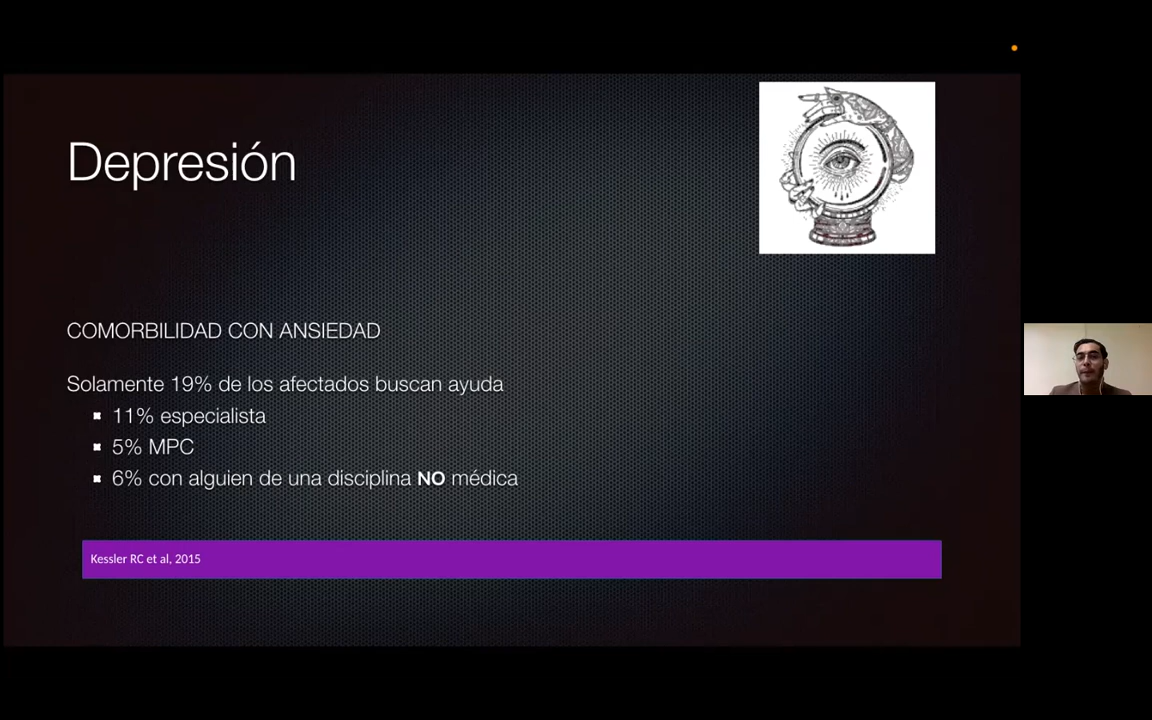 Depresión
COMORBILIDAD CON ANSIEDAD
Solamente 19% de los afectados buscan ayuda
11% especialista
5% MPC
6% con alguien de una disciplina NO médica
Kessler RC et al, 2015